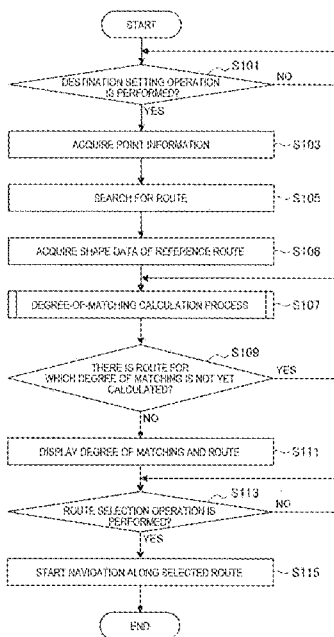 START
S101
DESTINATION SETTING OPERATION
IS PERFORMED?
NO
YES
ACQUIRE POINT INFORMATION
S103
SEARCH FOR ROUTE
S105
ACQUIRE SHAPE DATA OF REFERENCE ROUTE
S106
DEGREE-OF-MATCHING CALCULATION PROCESS
S107
S109
THERE IS ROUTE FOR
WHICH DEGREE OF MATCHING IS NOT YET
CALCULATED?
YES
NO
DISPLAY DEGREE OF MATCHING AND ROUTE
S111
S113
ROUTE SELECTION OPERATION IS
PERFORMED?
NO
YES
START NAVIGATION ALONG SELECTED ROUTE
S115
END